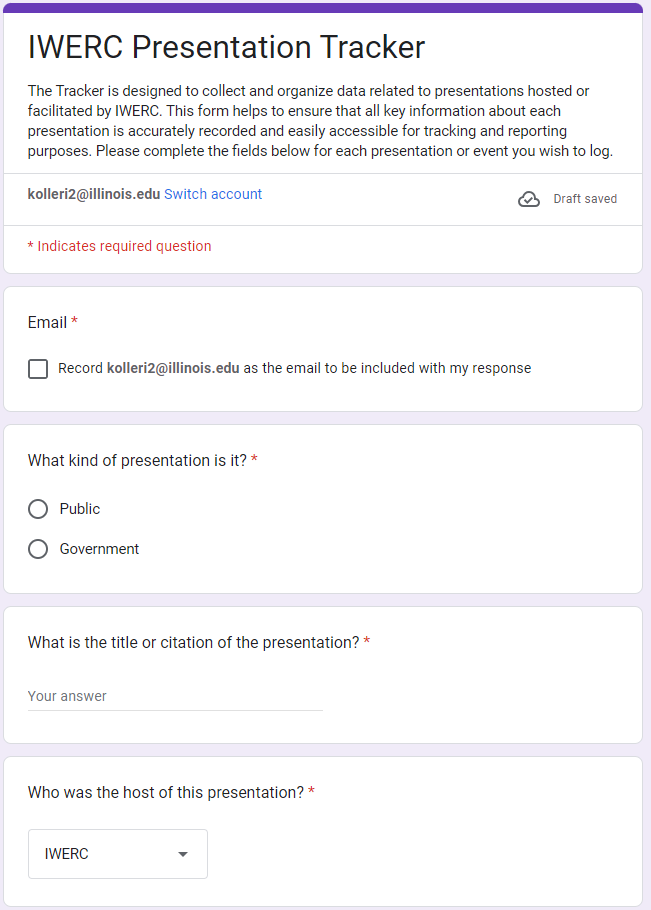 IWERC Presentation Tracker
The Tracker is designed to collect and organize data related to presentations hosted or
facilitated by IWERC. This form helps to ensure that all key information about each
presentation is accurately recorded and easily accessible for tracking and reporting
purposes. Please complete the fields below for each presentation or event you wish to log.
kolleri2@illinois.edu Switch account
Draft saved
* Indicates required question
Email *
Record kolleri2@illinois.edu as the email to be included with my response
What kind of presentation is it? *
Public
Government
What is the title or citation of the presentation? *
Your answer
Who was the host of this presentation? *
IWERC